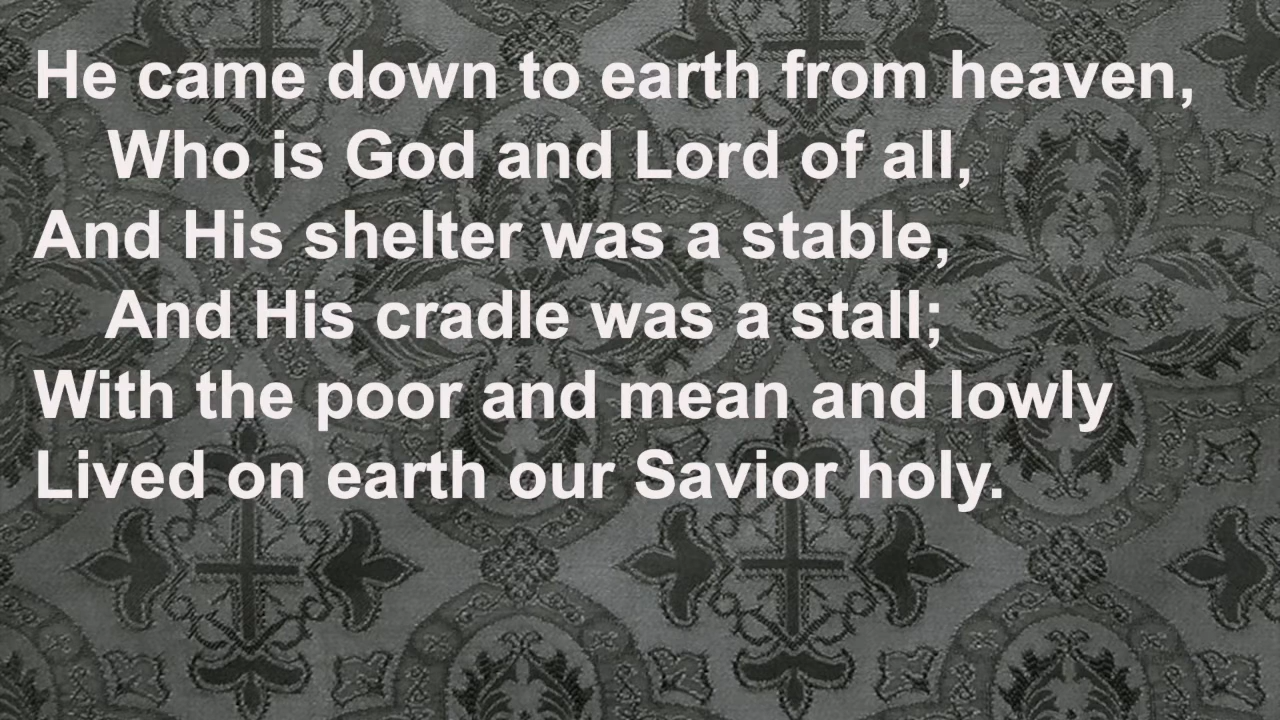 He came down to earth from heaven,
Who is God and Lord of all,
And His shelter was a stable,
And His cradle was a stall;
With the poor and mean and lowly
Lived on earth our Savior holy.